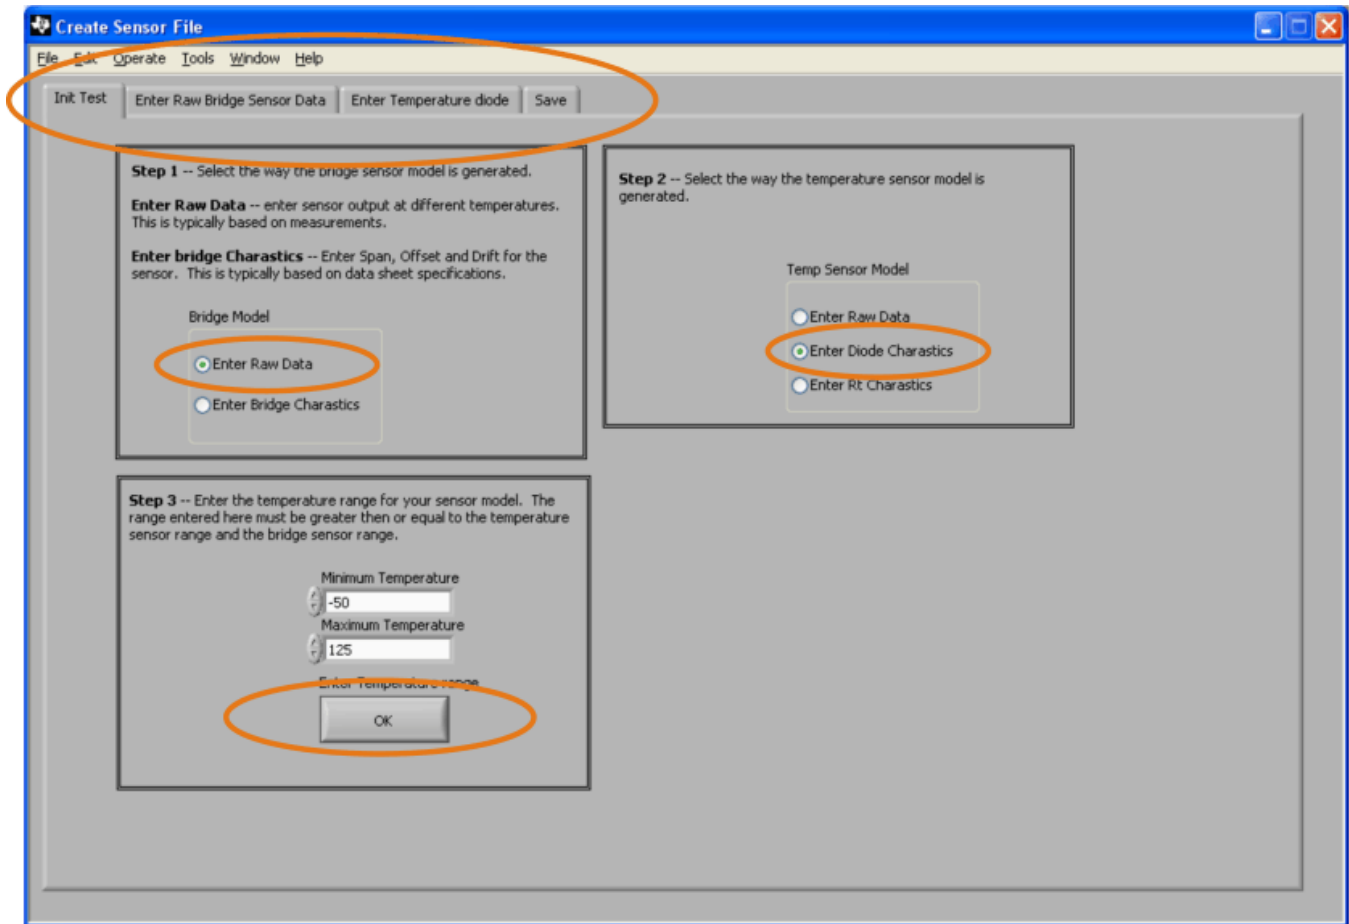 Create Sensor File
File Edit Operate Tools Window Help
Init Test Enter Raw Bridge Sensor Data Enter Temperature diode Save
Step 1 -- Select the way the bridge sensor model is generated.
Enter Raw Data -- enter sensor output at different temperatures.
This is typically based on measurements.
Enter bridge Charastics -- Enter Span, Offset and Drift for the
sensor. This is typically based on data sheet specifications.
Bridge Model
Enter Raw Data
Enter Bridge Charastics
Step 2 -- Select the way the temperature sensor model is
generated.
Temp Sensor Model
Enter Raw Data
Enter Diode Charastics
Enter Rt Charastics
Step 3 -- Enter the temperature range for your sensor model. The
range entered here must be greater then or equal to the temperature
sensor range and the bridge sensor range.
Minimum Temperature
-50
Maximum Temperature
125
Enter Temperature range
OK